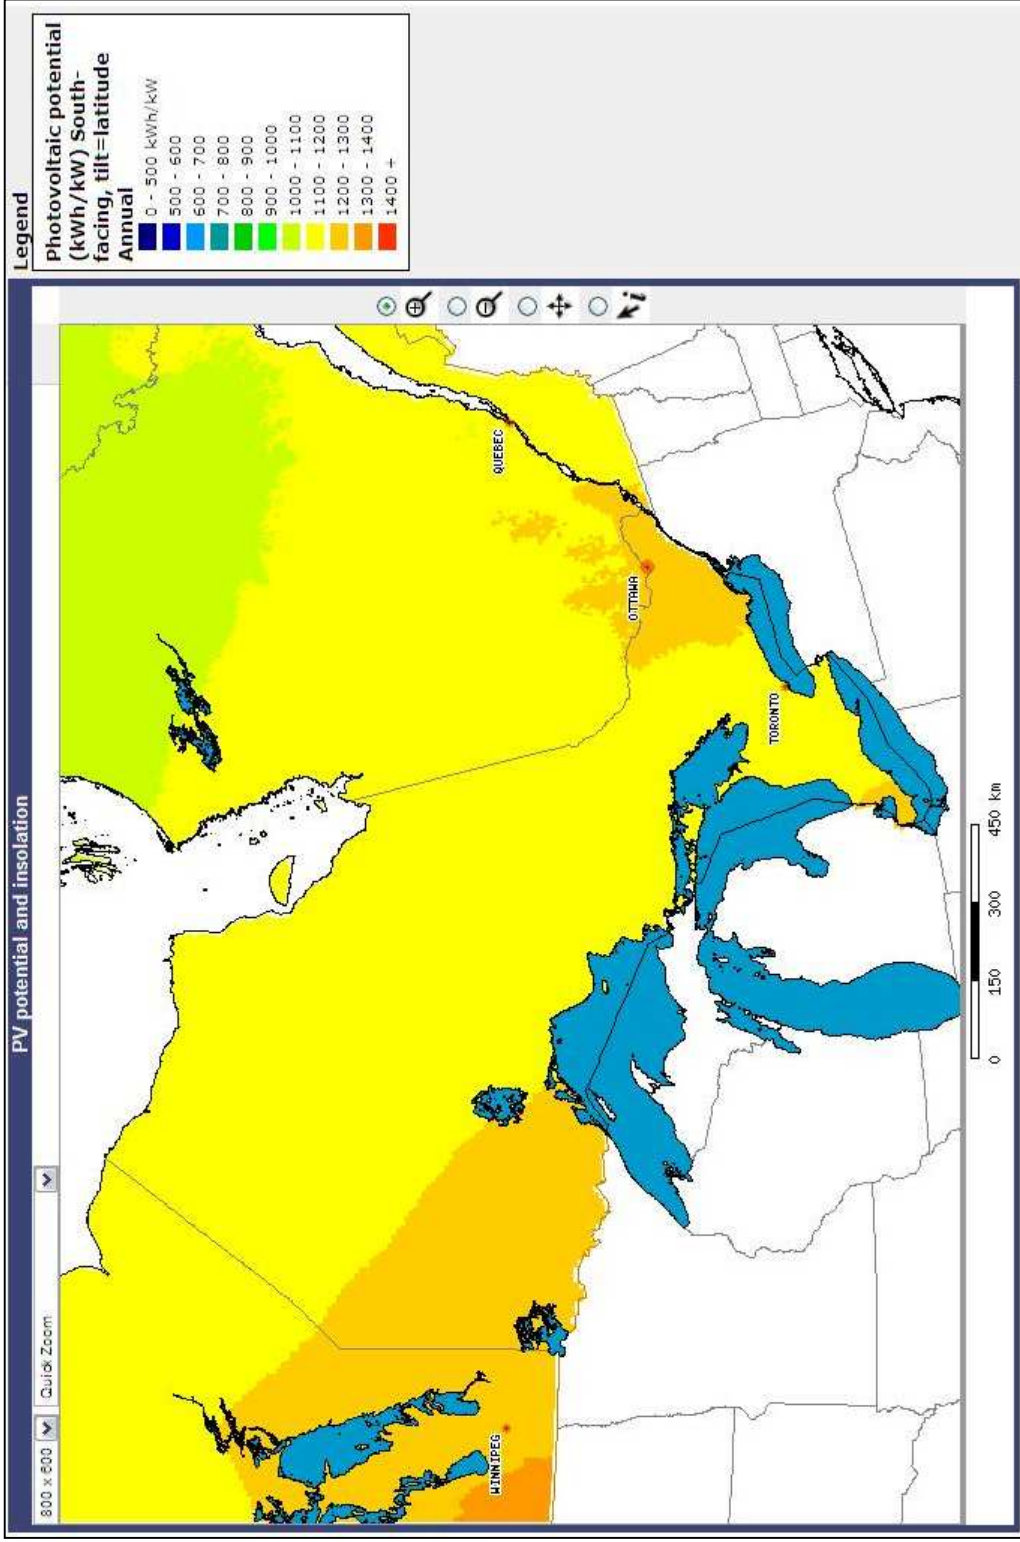 PV potential and insolation
800 x 600
Quick Zoom
WINNIPEG
OTTAWA
QUEBEC
TORONTO
0 150 300 450 km
Legend
Photovoltaic potential
(kWh/kW) South-
facing, tilt=latitude
Annual
0 - 500 kWh/kW
500 - 600
600 - 700
700 - 800
800 - 900
900 - 1000
1000 - 1100
1100 - 1200
1200 - 1300
1300 - 1400
1400 +